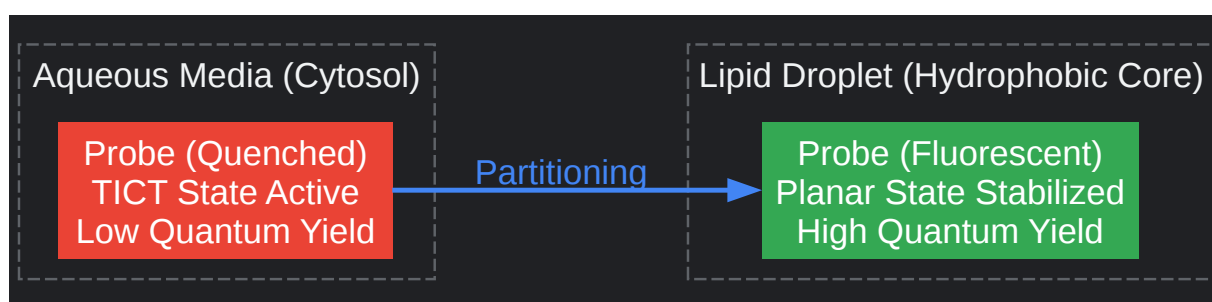 Aqueous Media (Cytosol)
Probe (Quenched)
TICT State Active
Low Quantum Yield
Partitioning
Lipid Droplet (Hydrophobic Core)
Probe (Fluorescent)
Planar State Stabilized
High Quantum Yield